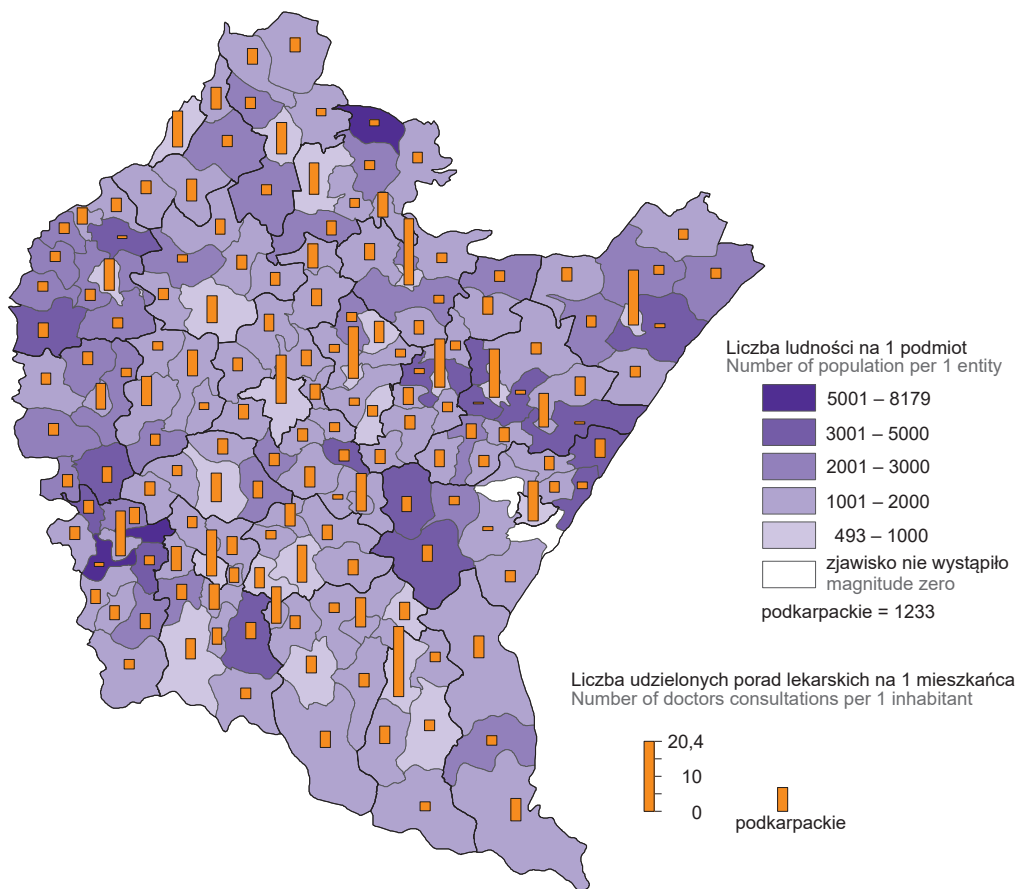 Liczba ludności na 1 podmiot
Number of population per 1 entity
5001 – 8179
3001 – 5000
2001 – 3000
1001 – 2000
493 – 1000
zjawisko nie wystąpiło
magnitude zero
podkarpackie = 1233
Liczba udzielonych porad lekarskich na 1 mieszkańca
Number of doctors consultations per 1 inhabitant
20,4
10
0
podkarpackie